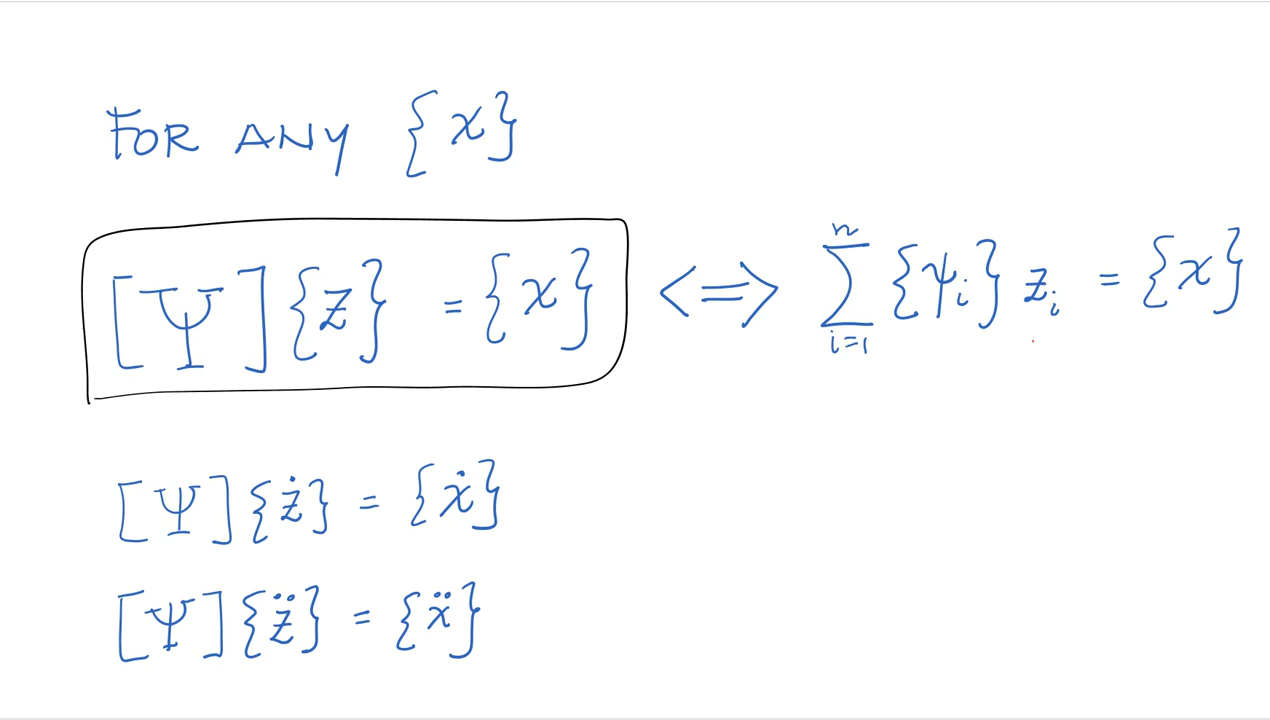 FOR ANY {x}
[Ψ]{z} = {x} <=> ∑_{i=1}^{n} {ψ_i} z_i = {x}
[Ψ]{ż} = {ẋ}
[Ψ]{z̈} = {ẍ}